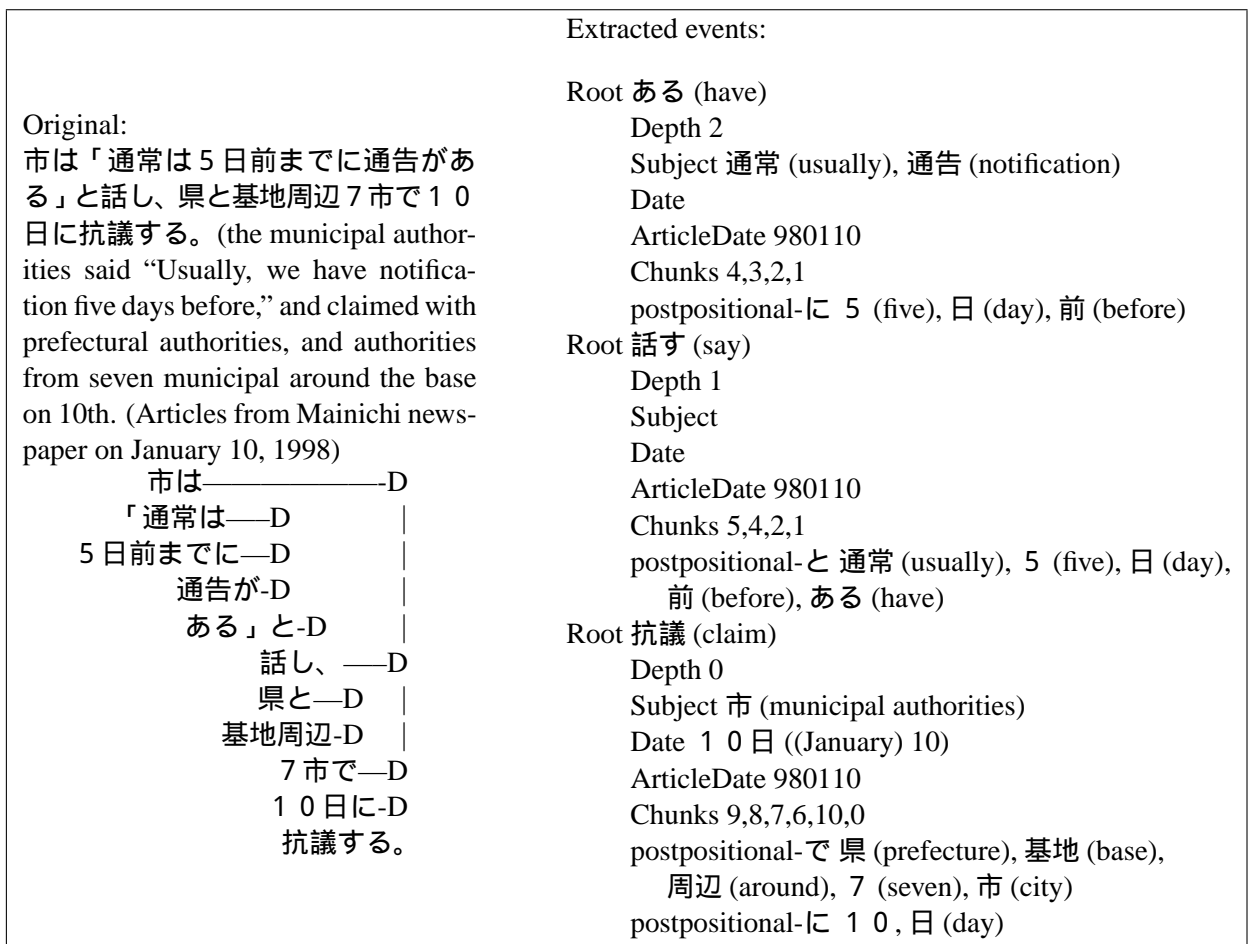 Original:
市は「通常は５日前までに通告があ
る」と話し、県と基地周辺７市で１０
日に抗議する。(the municipal author-
ities said “Usually, we have notifica-
tion five days before,” and claimed with
prefectural authorities, and authorities
from seven municipal around the base
on 10th. (Articles from Mainichi news-
paper on January 10, 1998)
市は——————-D
「通常は—–D |
５日前までに—D |
通告が-D |
ある」と-D |
話し、—–D
県と—D |
基地周辺-D |
７市で—D
１０日に-D
抗議する。
Extracted events:
Root ある (have)
Depth 2
Subject 通常 (usually), 通告 (notification)
Date
ArticleDate 980110
Chunks 4,3,2,1
postpositional-に ５ (five), 日 (day), 前 (before)
Root 話す (say)
Depth 1
Subject
Date
ArticleDate 980110
Chunks 5,4,2,1
postpositional-と 通常 (usually), ５ (five), 日 (day),
前 (before), ある (have)
Root 抗議 (claim)
Depth 0
Subject 市 (municipal authorities)
Date １０日 ((January) 10)
ArticleDate 980110
Chunks 9,8,7,6,10,0
postpositional-で 県 (prefecture), 基地 (base),
周辺 (around), ７ (seven), 市 (city)
postpositional-に １０, 日 (day)